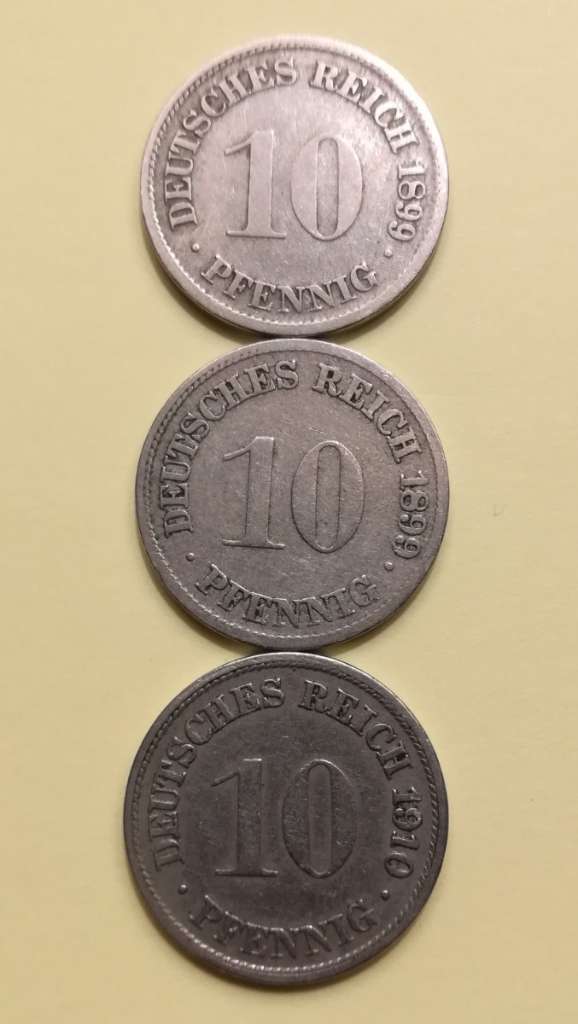 DEUTSCHES REICH 1899
10
· PFENNIG ·
DEUTSCHES REICH 1899
10
· PFENNIG ·
DEUTSCHES REICH 1910
10
· PFENNIG ·